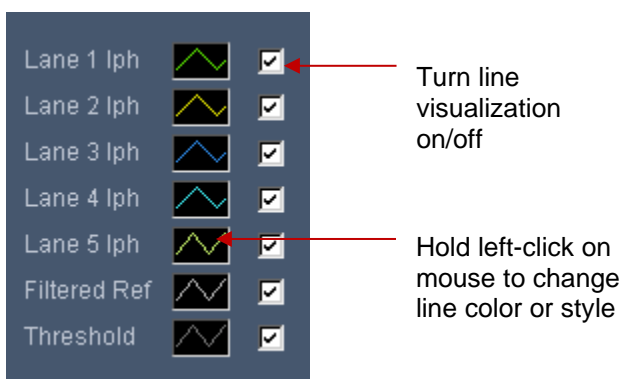 Lane 1 Iph
Lane 2 Iph
Lane 3 Iph
Lane 4 Iph
Lane 5 Iph
Filtered Ref
Threshold
Turn line
visualization
on/off
Hold left-click on
mouse to change
line color or style